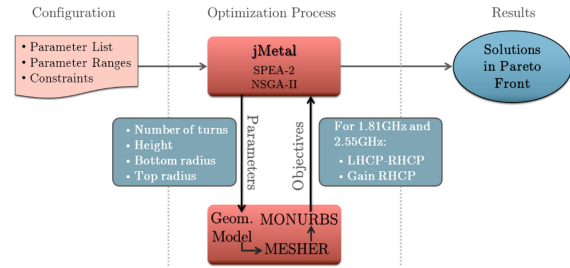 Configuration
Optimization Process
Results
• Parameter List
• Parameter Ranges
• Constraints
jMetal
SPEA-2
NSGA-II
Solutions
in Pareto
Front
• Number of turns
• Height
• Bottom radius
• Top radius
Parameters
Objectives
For 1.81GHz and
2.55GHz:
• LHCP-RHCP
• Gain RHCP
Geom.
Model
MONURBS
MESHER